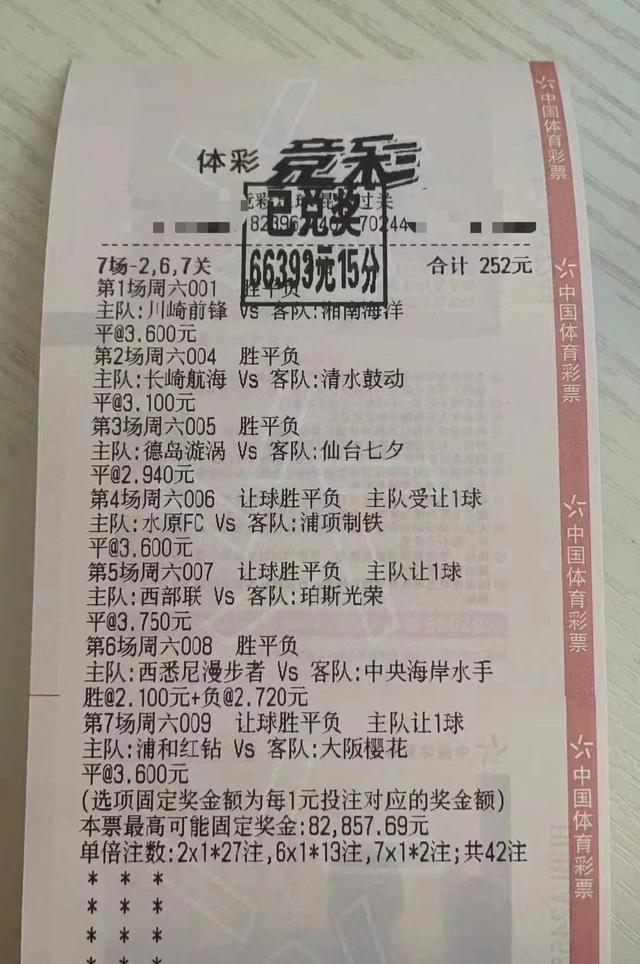 体彩 竞彩
竞彩足球混合过关
已兑奖
66393元15分
7场-2,6,7关 合计 252元
第1场周六001 胜平负
主队:川崎前锋 Vs 客队:湘南海洋
平@3.600元
第2场周六004 胜平负
主队:长崎航海 Vs 客队:清水鼓动
平@3.100元
第3场周六005 胜平负
主队:德岛漩涡 Vs 客队:仙台七夕
平@2.940元
第4场周六006 让球胜平负 主队受让1球
主队:水原FC Vs 客队:浦项制铁
平@3.600元
第5场周六007 让球胜平负 主队让1球
主队:西部联 Vs 客队:珀斯光荣
平@3.750元
第6场周六008 胜平负
主队:西悉尼漫步者 Vs 客队:中央海岸水手
胜@2.100元+负@2.720元
第7场周六009 让球胜平负 主队让1球
主队:浦和红钻 Vs 客队:大阪樱花
平@3.600元
(选项固定奖金额为每1元投注对应的奖金额)
本票最高可能固定奖金:82,857.69元
单倍注数:2x1*27注,6x1*13注,7x1*2注;共42注
* * *
* * *
* * *
中国体育彩票
中国体育彩票
中国体育彩票
中国体育彩票